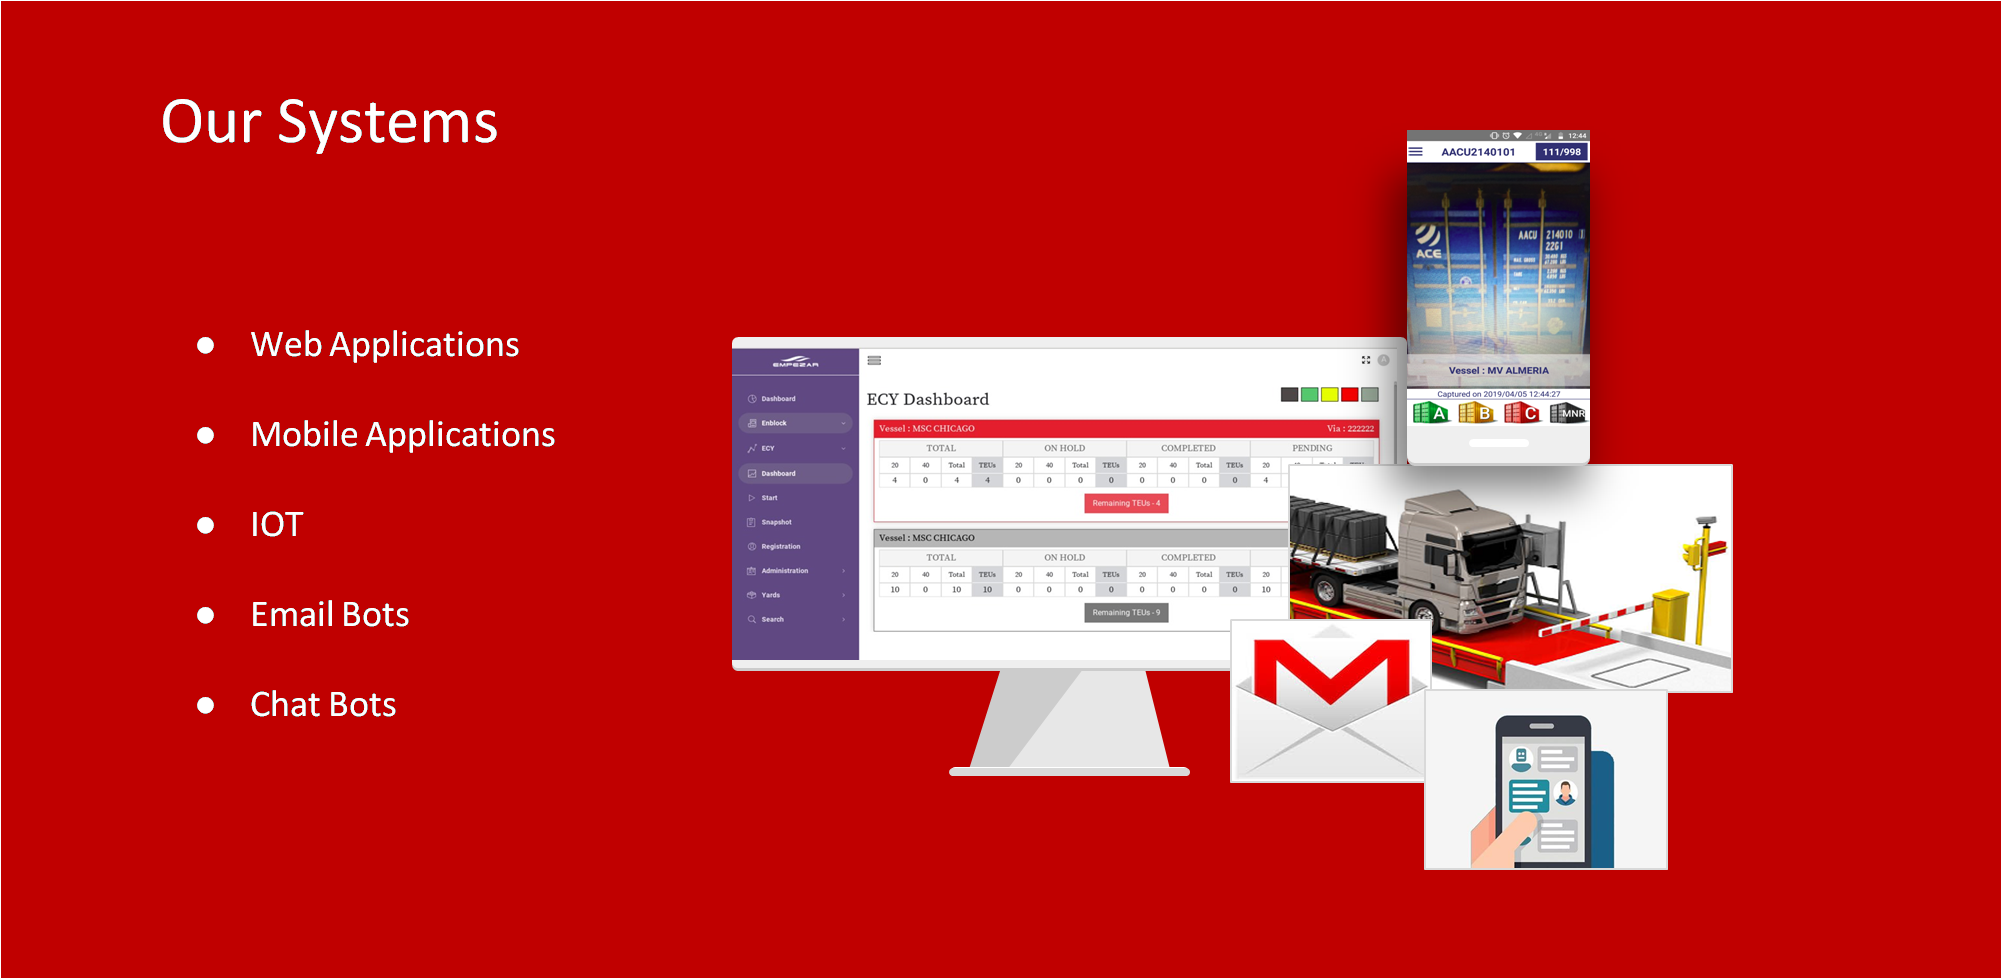 Our Systems
Web Applications
Mobile Applications
IOT
Email Bots
Chat Bots
EMPEZAR
Dashboard
Enblock
ECY
Dashboard
Start
Snapshot
Registration
Administration
Yards
Search
ECY Dashboard
Vessel : MSC CHICAGO Via : 222222
TOTAL ON HOLD COMPLETED PENDING
20 40 Total TEUs 20 40 Total TEUs 20 40 Total TEUs 20
4 0 4 4 0 0 0 0 0 0 0 0 4
Remaining TEUs - 4
Vessel : MSC CHICAGO
TOTAL ON HOLD COMPLETED
20 40 Total TEUs 20 40 Total TEUs 20 40 Total TEUs 20
10 0 10 10 0 0 0 0 0 0 0 0 10
Remaining TEUs - 9
12:44
AACU2140101 111/998
ACE
AACU 214010 1
22G1
Vessel : MV ALMERIA
Captured on 2019/04/05 12:44:27
A B C MNR